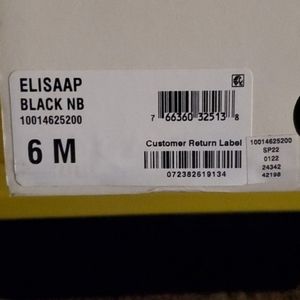 ELISAAP
BLACK NB
10014625200
6 M
7 66360 32513 8
Customer Return Label
072382619134
10014625200
SP22
0122
24342
42198